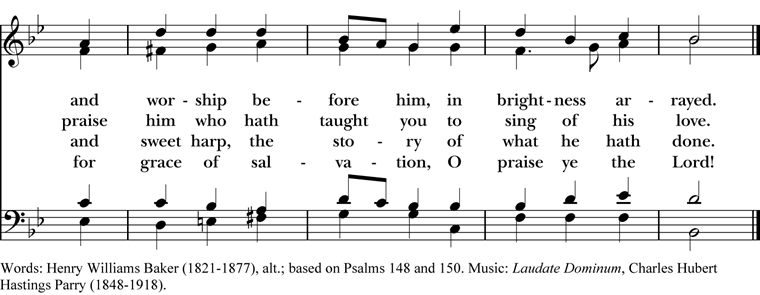 and wor - ship be - fore him, in bright - ness ar - rayed.
praise him who hath taught you to sing of his love.
and sweet harp, the sto - ry of what he hath done.
for grace of sal - va - tion, O praise ye the Lord!
Words: Henry Williams Baker (1821-1877), alt.; based on Psalms 148 and 150. Music: Laudate Dominum, Charles Hubert
Hastings Parry (1848-1918).